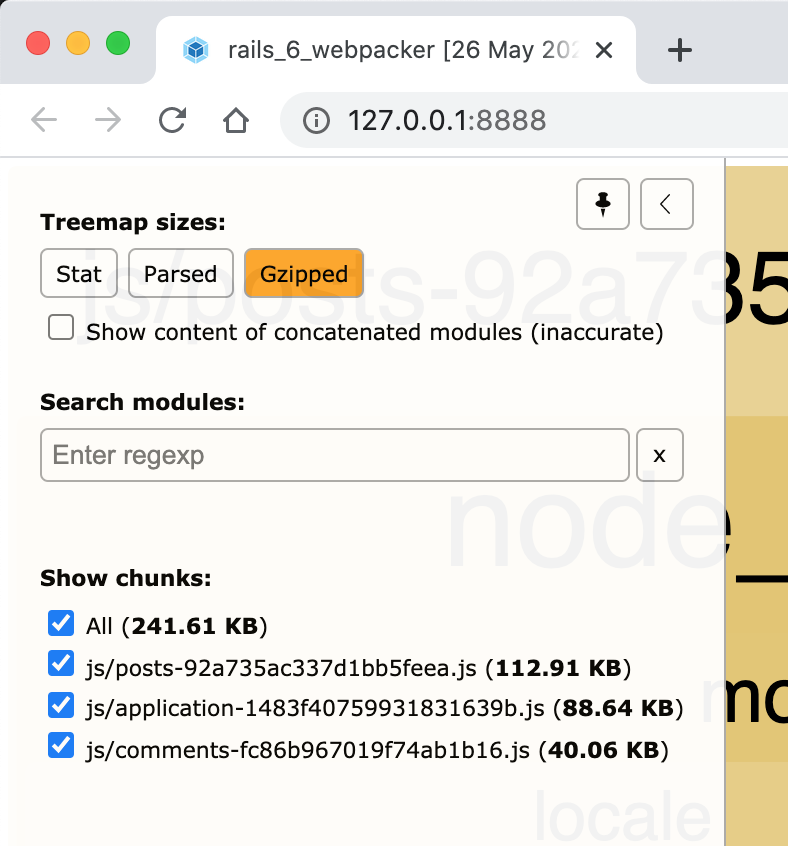 rails_6_webpacker [26 May 202
127.0.0.1:8888
Treemap sizes:
Stat Parsed Gzipped
js/posts-92a735
Show content of concatenated modules (inaccurate)
Search modules:
Enter regexp x
node_
Show chunks:
All (241.61 KB)
js/posts-92a735ac337d1bb5feea.js (112.91 KB)
mo
js/application-1483f40759931831639b.js (88.64 KB)
js/comments-fc86b967019f74ab1b16.js (40.06 KB)
locale